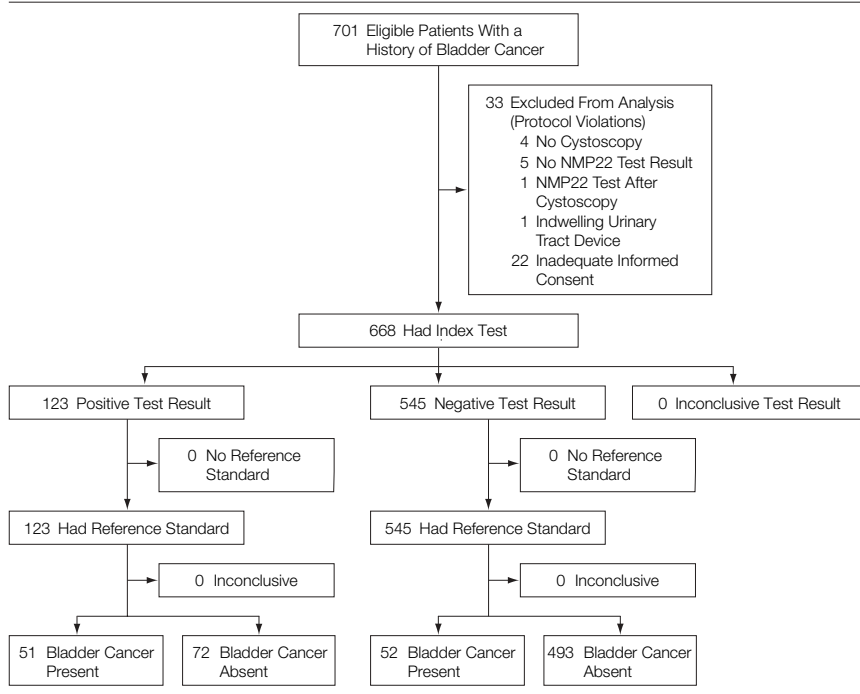 701 Eligible Patients With a
History of Bladder Cancer
33 Excluded From Analysis
(Protocol Violations)
4 No Cystoscopy
5 No NMP22 Test Result
1 NMP22 Test After
Cystoscopy
1 Indwelling Urinary
Tract Device
22 Inadequate Informed
Consent
668 Had Index Test
123 Positive Test Result
545 Negative Test Result
0 Inconclusive Test Result
0 No Reference
Standard
0 No Reference
Standard
123 Had Reference Standard
545 Had Reference Standard
0 Inconclusive
0 Inconclusive
51 Bladder Cancer
Present
72 Bladder Cancer
Absent
52 Bladder Cancer
Present
493 Bladder Cancer
Absent